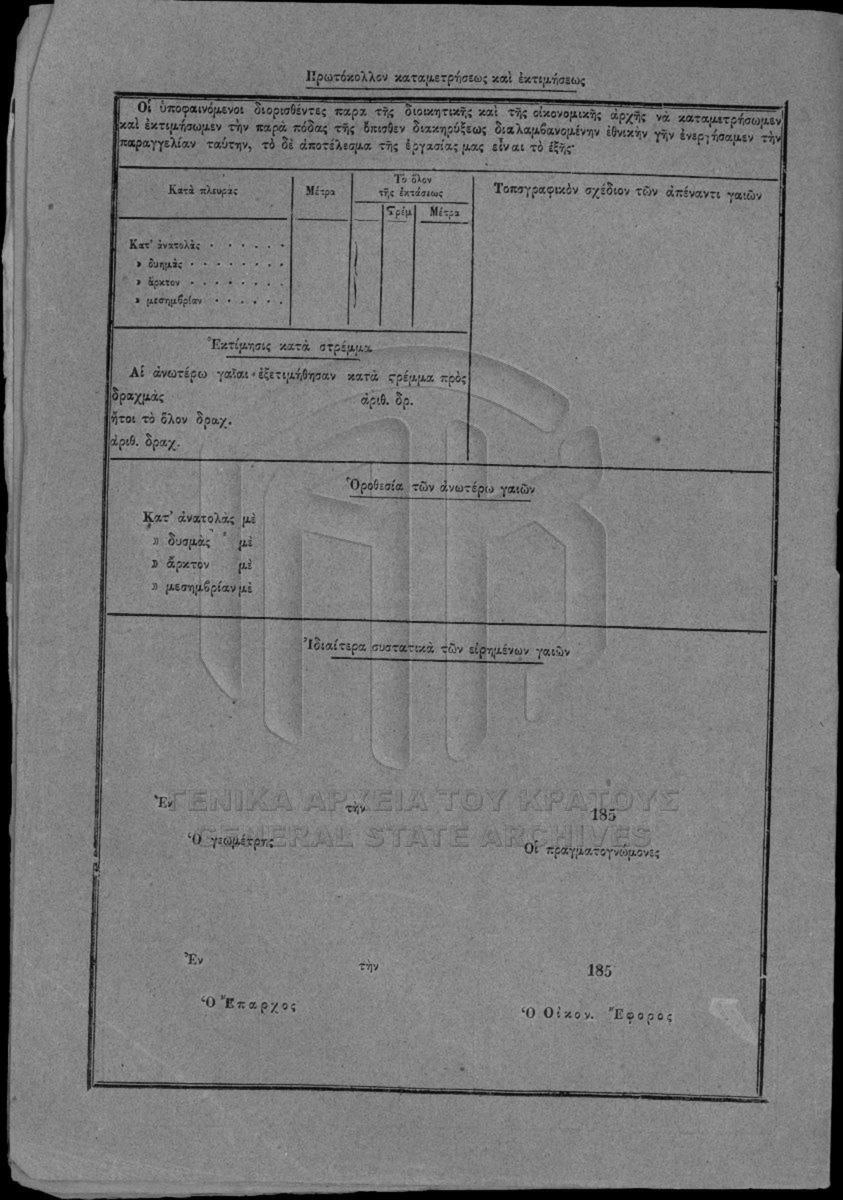 Πρωτόκολλον καταμετρήσεως καὶ ἐκτιμήσεως
Οἱ ὑποφαινόμενοι διορισθέντες παρα τῆς διοικητικῆς καὶ τῆς οἰκονομικῆς ἀρχῆς νὰ καταμετρήσωμεν
καὶ ἐκτιμήσωμεν τὴν παρὰ πόδας τῆς ὄπισθεν διακηρύξεως διαλαμβανομένην ἐθνικὴν γῆν ἐνεργήσαμεν τὴν
παραγγελίαν ταύτην, τὸ δὲ ἀποτέλεσμα τῆς ἐργασίας μας εἶναι τὸ ἑξῆς·
Κατὰ πλευρὰς
Μέτρα
Τὸ ὅλον
τῆς ἐκτάσεως
Στρέμ
Μέτρα
Τοπογραφικὸν σχέδιον τῶν ἀπέναντι γαιῶν
Κατ' ἀνατολὰς · · · · · ·
» δυημὰς · · · · · · · ·
» ἄρκτον · · · · · · · ·
» μεσημβρίαν · · · · · ·
Ἐκτίμησις κατὰ στρέμμα
Αἱ ἀνωτέρω γαῖαι ἐξετιμήθησαν κατὰ στρέμμα πρὸς
δραχμὰς ἀριθ. δρ.
ἤτοι τὸ ὅλον δραχ.
ἀριθ. δραχ.
Ὁροθεσία τῶν ἀνωτέρω γαιῶν
Κατ' ἀνατολὰς μὲ
» δυσμὰς μὲ
» ἄρκτον μὲ
» μεσημβρίαν μὲ
Ἰδιαίτερα συστατικὰ τῶν εἰρημένων γαιῶν
ΓΕΝΙΚΑ ΑΡΧΕΙΑ ΤΟΥ ΚΡΑΤΟΥΣ
Ἐν τὴν 185
GENERAL STATE ARCHIVES
Ὁ γεωμέτρης Οἱ πραγματογνώμονες
Ἐν τὴν 185
Ὁ Ἔπαρχος Ὁ Οἰκον. Ἔφορος